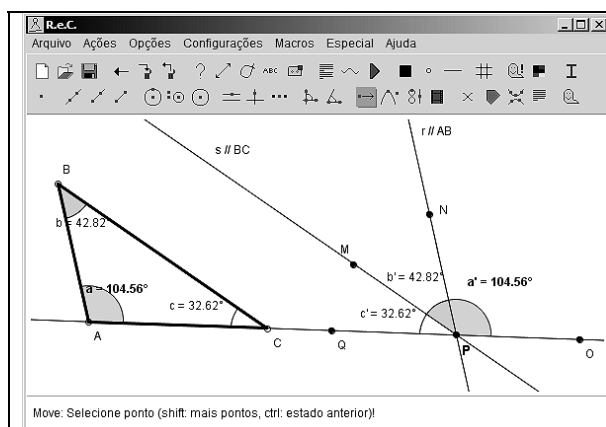 R.e.C.
Arquivo Ações Opções Configurações Macros Especial Ajuda
ABC
s // BC
r // AB
B
b = 42.82°
N
M
b' = 42.82°
a' = 104.56°
a = 104.56°
c = 32.62°
c' = 32.62°
A
C
Q
P
O
Move: Selecione ponto (shift: mais pontos, ctrl: estado anterior)!